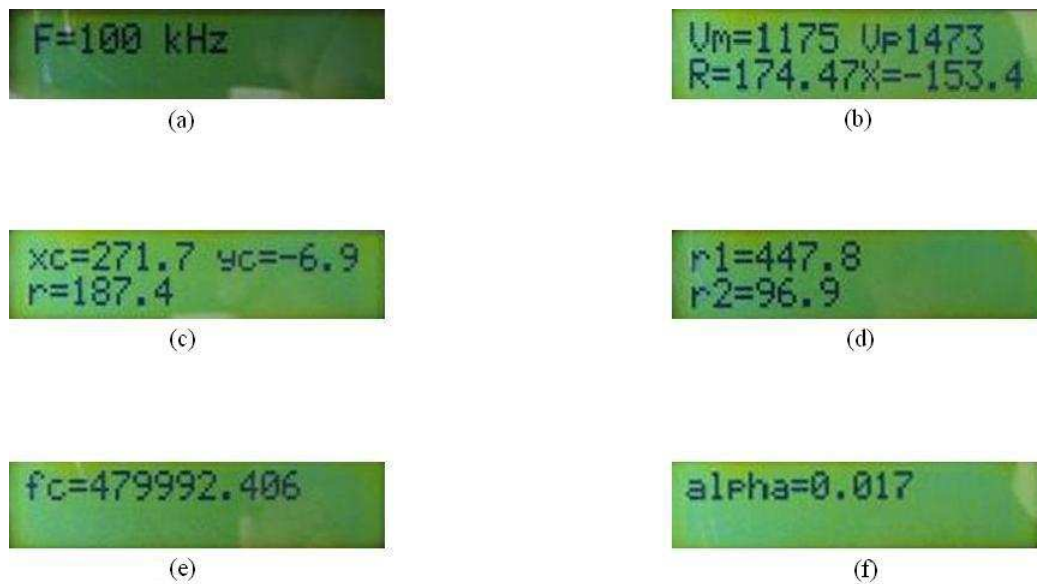 F=100 kHz
(a)
Vm=1175 Vp1473
R=174.47X=-153.4
(b)
xc=271.7 yc=-6.9
r=187.4
(c)
r1=447.8
r2=96.9
(d)
fc=479992.406
(e)
alpha=0.017
(f)